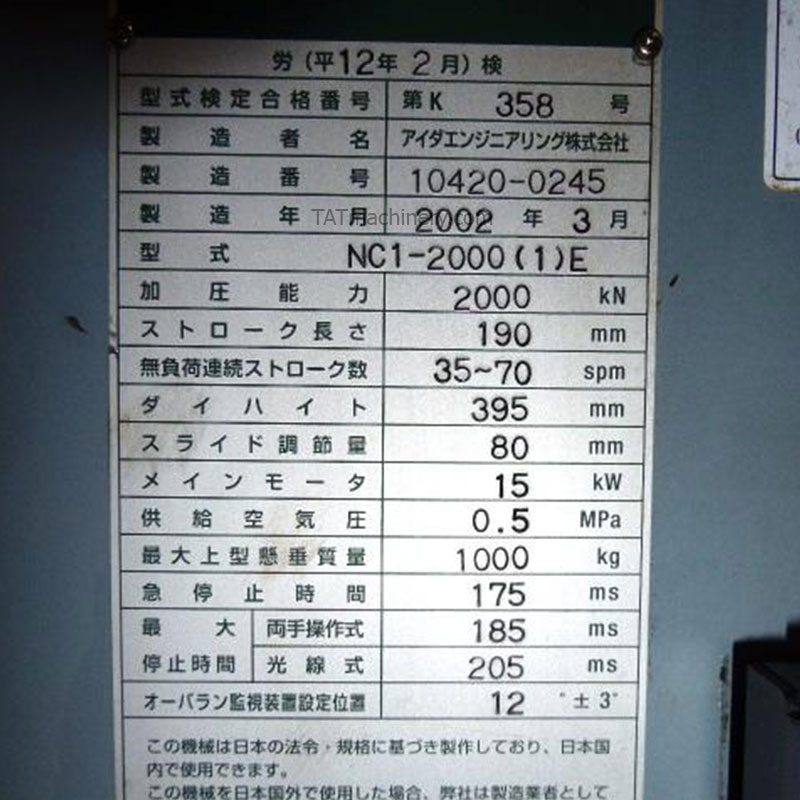 労(平12年2月)検
型式検定合格番号 第K 358 号
製造者名 アイダエンジニアリング株式会社
製造番号 10420-0245
製造年月 2002 年 3 月
TATmachinery.com
型式 NC1-2000(1)E
加圧能力 2000 kN
ストローク長さ 190 mm
無負荷連続ストローク数 35~70 spm
ダイハイト 395 mm
スライド調節量 80 mm
メインモータ 15 kW
供給空気圧 0.5 MPa
最大上型懸垂質量 1000 kg
急停止時間 175 ms
最大停止時間 両手操作式 185 ms
光線式 205 ms
オーバラン監視装置設定位置 12 °±3°
この機械は日本の法令・規格に基づき製作しており、日本国
内で使用できます。
この機械を日本国外で使用した場合、弊社は製造業者として